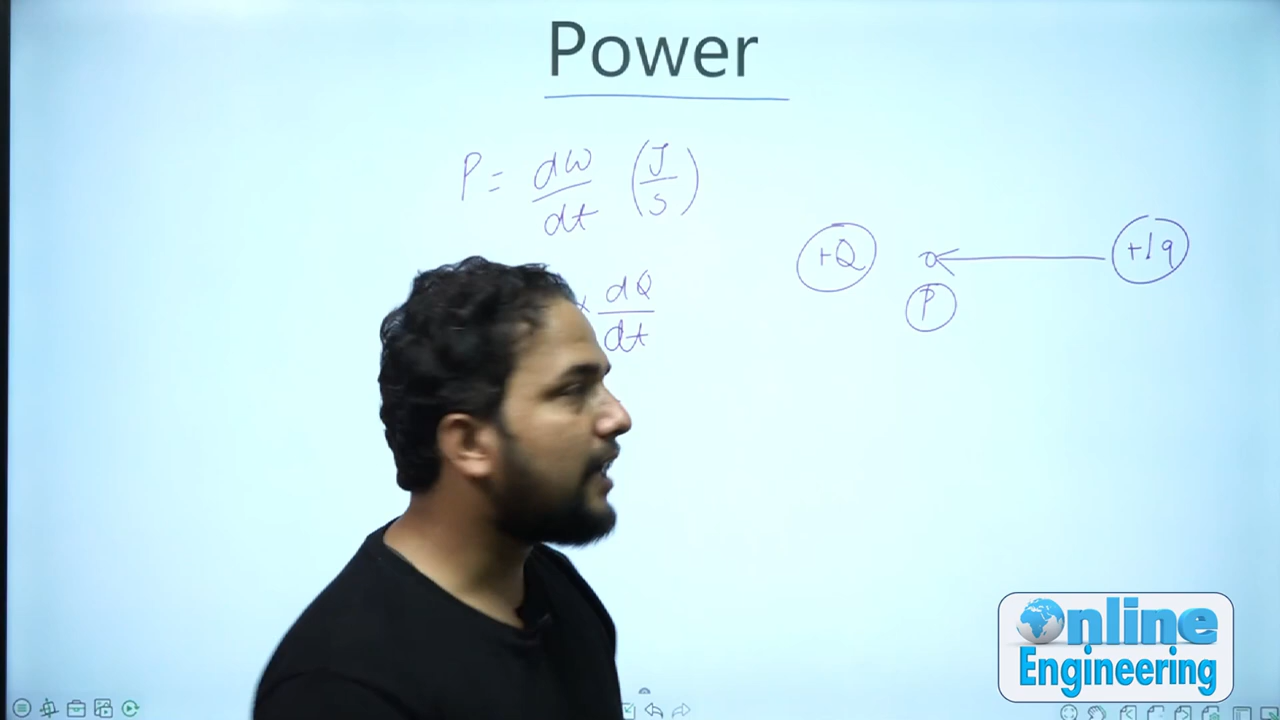 Power
P = dW/dt (J/S)
× dQ/dt
+Q
P
+1q
Online
Engineering